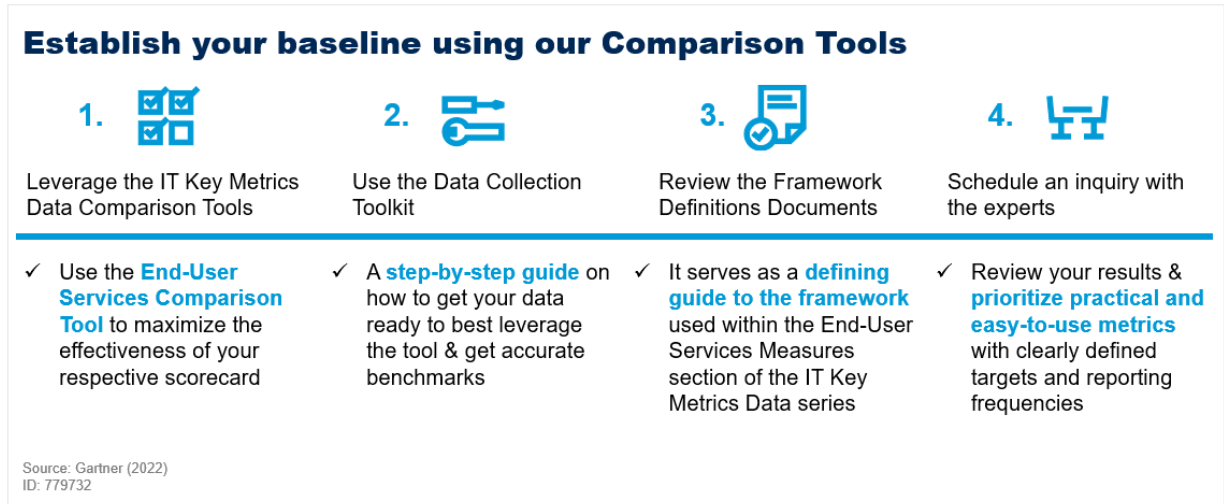 Establish your baseline using our Comparison Tools
1.
Leverage the IT Key Metrics
Data Comparison Tools
2.
Use the Data Collection
Toolkit
3.
Review the Framework
Definitions Documents
4.
Schedule an inquiry with
the experts
✓ Use the End-User
Services Comparison
Tool to maximize the
effectiveness of your
respective scorecard
✓ A step-by-step guide on
how to get your data
ready to best leverage
the tool & get accurate
benchmarks
✓ It serves as a defining
guide to the framework
used within the End-User
Services Measures
section of the IT Key
Metrics Data series
✓ Review your results &
prioritize practical and
easy-to-use metrics
with clearly defined
targets and reporting
frequencies
Source: Gartner (2022)
ID: 779732